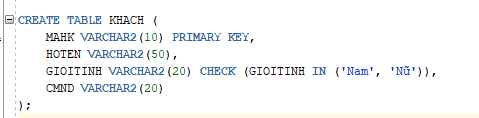 CREATE TABLE KHACH (
MAHK VARCHAR2(10) PRIMARY KEY,
HOTEN VARCHAR2(50),
GIOITINH VARCHAR2(20) CHECK (GIOITINH IN ('Nam', 'Nữ')),
CMND VARCHAR2(20)
);